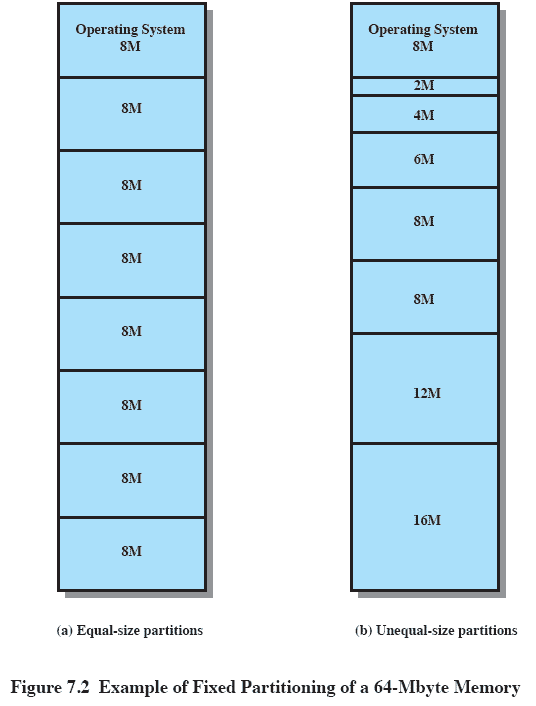 Operating System
8M
8M
8M
8M
8M
8M
8M
8M
(a) Equal-size partitions
Operating System
8M
2M
4M
6M
8M
8M
12M
16M
(b) Unequal-size partitions
Figure 7.2 Example of Fixed Partitioning of a 64-Mbyte Memory